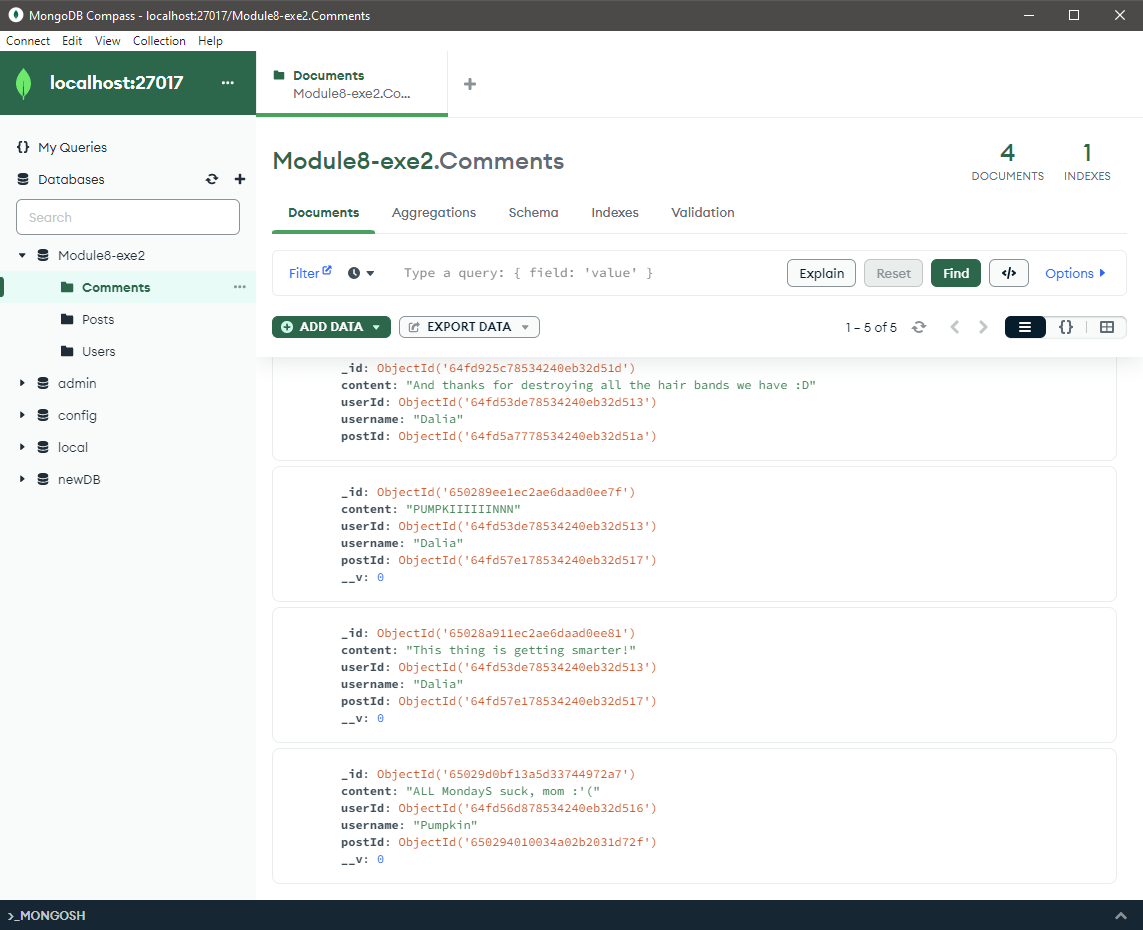 MongoDB Compass - localhost:27017/Module8-exe2.Comments
Connect Edit View Collection Help
localhost:27017
Documents
Module8-exe2.Co...
My Queries
Databases
Search
Module8-exe2
Comments
Posts
Users
admin
config
local
newDB
Module8-exe2.Comments
4
DOCUMENTS
1
INDEXES
Documents Aggregations Schema Indexes Validation
Filter Type a query: { field: 'value' } Explain Reset Find </> Options
ADD DATA EXPORT DATA 1 – 5 of 5 {}
_id: ObjectId('64fd925c78534240eb32d51d')
content: "And thanks for destroying all the hair bands we have :D"
userId: ObjectId('64fd53de78534240eb32d513')
username: "Dalia"
postId: ObjectId('64fd5a7778534240eb32d51a')
_id: ObjectId('650289ee1ec2ae6daad0ee7f')
content: "PUMPKIIIIIINNN"
userId: ObjectId('64fd53de78534240eb32d513')
username: "Dalia"
postId: ObjectId('64fd57e178534240eb32d517')
__v: 0
_id: ObjectId('65028a911ec2ae6daad0ee81')
content: "This thing is getting smarter!"
userId: ObjectId('64fd53de78534240eb32d513')
username: "Dalia"
postId: ObjectId('64fd57e178534240eb32d517')
__v: 0
_id: ObjectId('65029d0bf13a5d33744972a7')
content: "ALL MondayS suck, mom :'("
userId: ObjectId('64fd56d878534240eb32d516')
username: "Pumpkin"
postId: ObjectId('650294010034a02b2031d72f')
__v: 0
>_MONGOSH